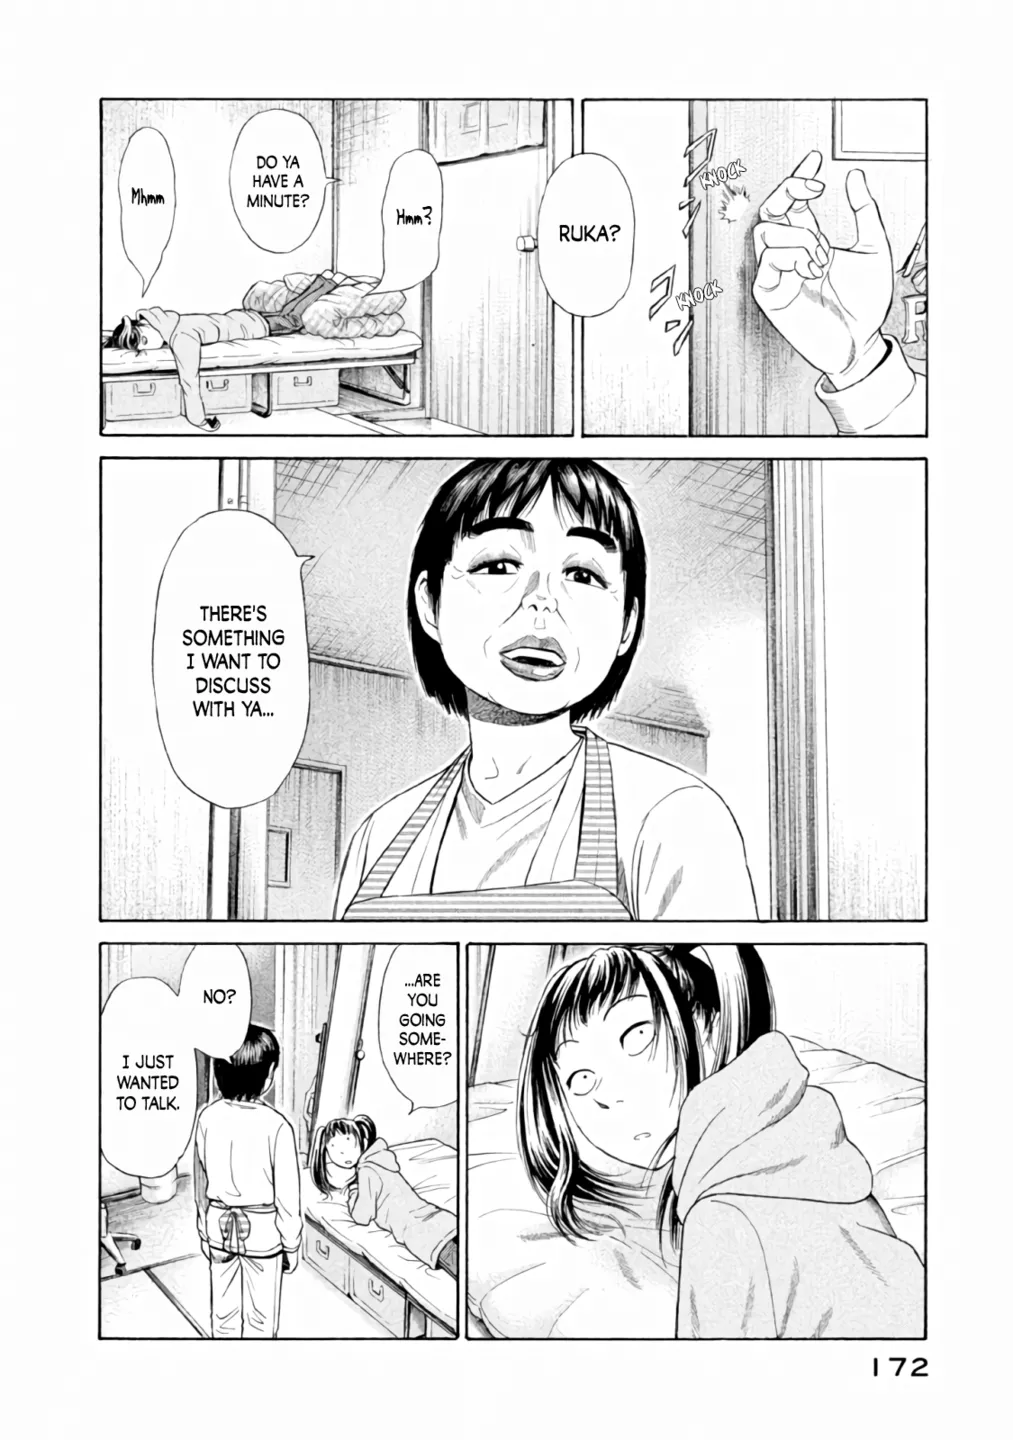 KNOCK
KNOCK
RUKA?
Hmm?
DO YA
HAVE A
MINUTE?
Mhmm
THERE'S
SOMETHING
I WANT TO
DISCUSS
WITH YA...
...ARE
YOU
GOING
SOME-
WHERE?
NO?
I JUST
WANTED
TO TALK.
172